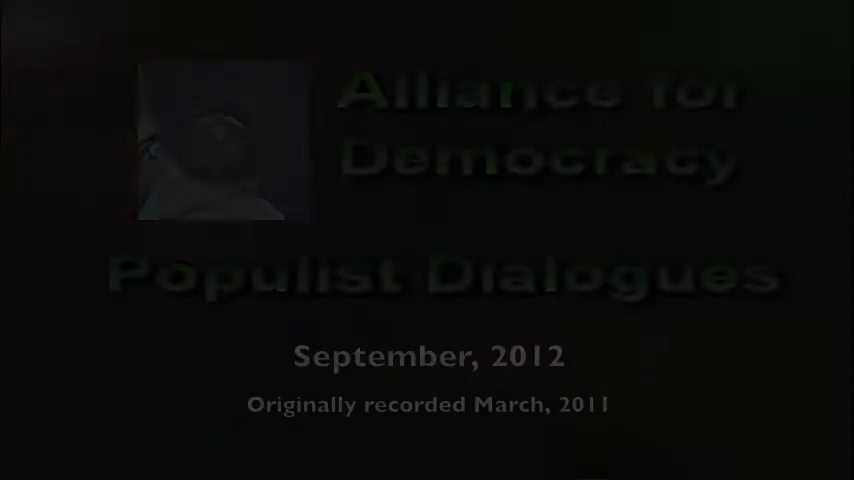 Alliance for
Democracy
Populist Dialogues
September, 2012
Originally recorded March, 2011